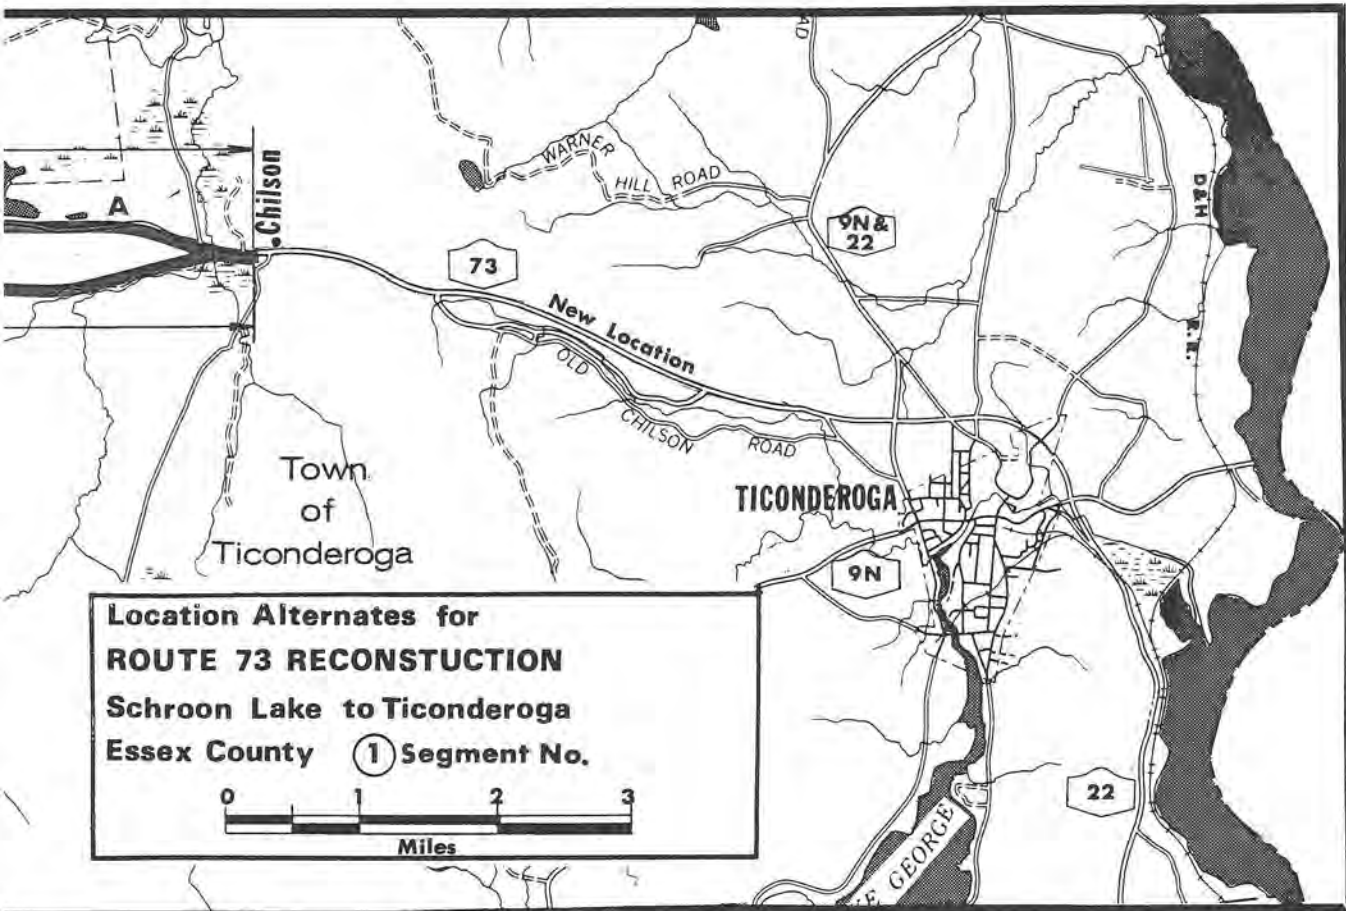 AD
WARNER
HILL ROAD
Chilson
A
9N &
22
D&H
R.R.
73
New Location
OLD
CHILSON
ROAD
Town
of
Ticonderoga
TICONDEROGA
9N
22
E GEORGE
Location Alternates for
ROUTE 73 RECONSTUCTION
Schroon Lake to Ticonderoga
Essex County 1 Segment No.
0 1 2 3
Miles